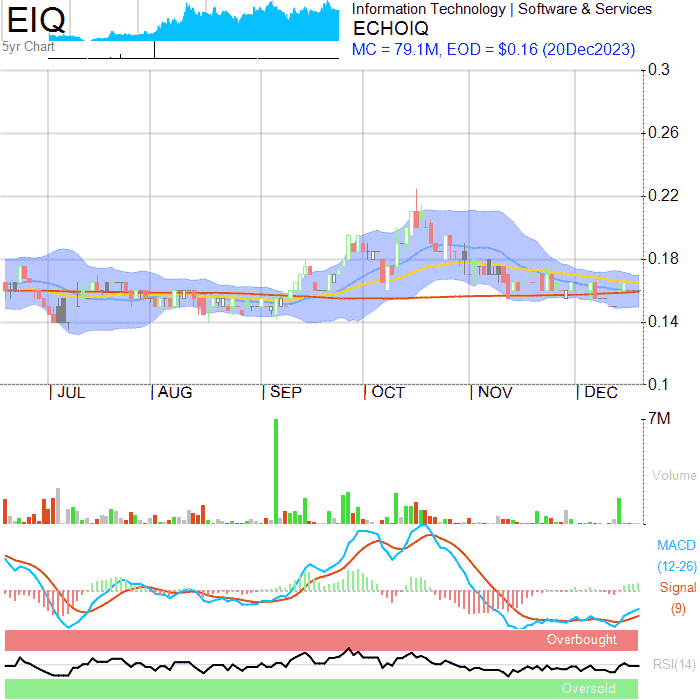 EIQ
5yr Chart
Information Technology | Software & Services
ECHOIQ
MC = 79.1M, EOD = $0.16 (20Dec2023)
0.3
0.26
0.22
0.18
0.14
0.1
JUL
AUG
SEP
OCT
NOV
DEC
7M
Volume
MACD
(12-26)
Signal
(9)
Overbought
RSI(14)
Oversold